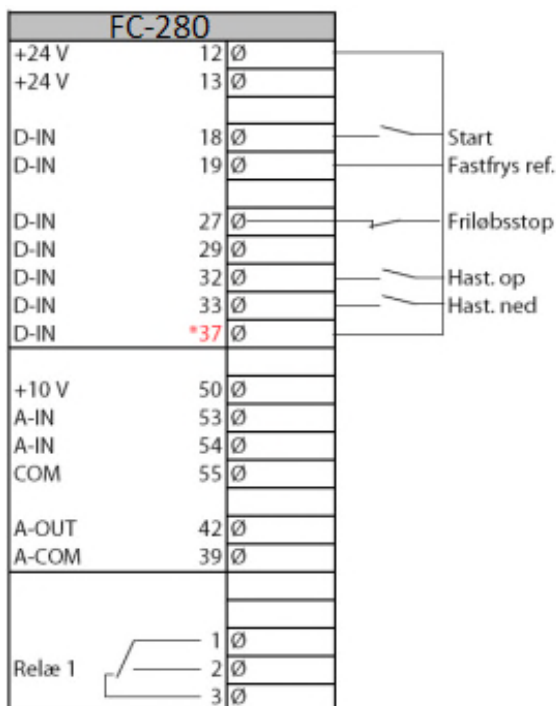 FC-280
+24 V 12 Ø
+24 V 13 Ø
D-IN 18 Ø Start
D-IN 19 Ø Fastfrys ref.
D-IN 27 Ø Friløbsstop
D-IN 29 Ø
D-IN 32 Ø Hast. op
D-IN 33 Ø Hast. ned
D-IN *37 Ø
+10 V 50 Ø
A-IN 53 Ø
A-IN 54 Ø
COM 55 Ø
A-OUT 42 Ø
A-COM 39 Ø
1 Ø
Relæ 1 2 Ø
3 Ø